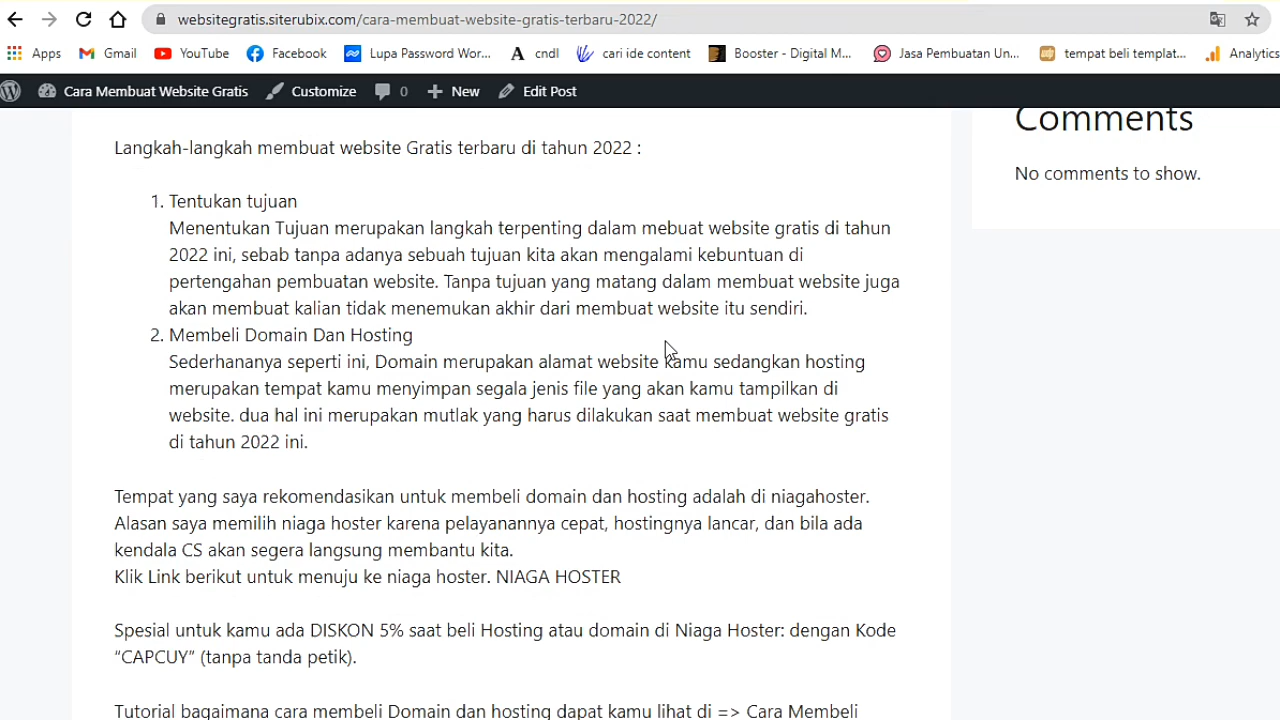 websitegratis.siterubix.com/cara-membuat-website-gratis-terbaru-2022/
Apps Gmail YouTube Facebook Lupa Password Wor... cndl cari ide content Booster - Digital M... Jasa Pembuatan Un... tempat beli templat... Analytics
Cara Membuat Website Gratis Customize 0 New Edit Post
Comments
Langkah-langkah membuat website Gratis terbaru di tahun 2022 :
No comments to show.
1. Tentukan tujuan
Menentukan Tujuan merupakan langkah terpenting dalam mebuat website gratis di tahun
2022 ini, sebab tanpa adanya sebuah tujuan kita akan mengalami kebuntuan di
pertengahan pembuatan website. Tanpa tujuan yang matang dalam membuat website juga
akan membuat kalian tidak menemukan akhir dari membuat website itu sendiri.
2. Membeli Domain Dan Hosting
Sederhananya seperti ini, Domain merupakan alamat website kamu sedangkan hosting
merupakan tempat kamu menyimpan segala jenis file yang akan kamu tampilkan di
website. dua hal ini merupakan mutlak yang harus dilakukan saat membuat website gratis
di tahun 2022 ini.
Tempat yang saya rekomendasikan untuk membeli domain dan hosting adalah di niagahoster.
Alasan saya memilih niaga hoster karena pelayanannya cepat, hostingnya lancar, dan bila ada
kendala CS akan segera langsung membantu kita.
Klik Link berikut untuk menuju ke niaga hoster. NIAGA HOSTER
Spesial untuk kamu ada DISKON 5% saat beli Hosting atau domain di Niaga Hoster: dengan Kode
“CAPCUY” (tanpa tanda petik).
Tutorial bagaimana cara membeli Domain dan hosting dapat kamu lihat di => Cara Membeli